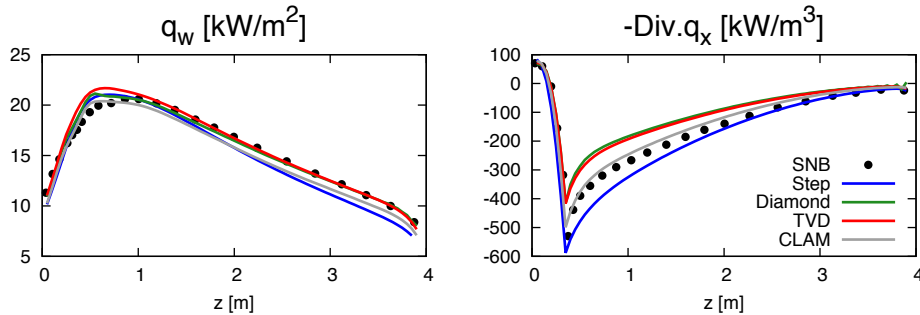 q_w [kW/m²]
25
20
15
10
5
0
1
2
3
4
z [m]
-Div.q_x [kW/m³]
100
0
-100
-200
-300
-400
-500
-600
SNB
Step
Diamond
TVD
CLAM
0
1
2
3
4
z [m]